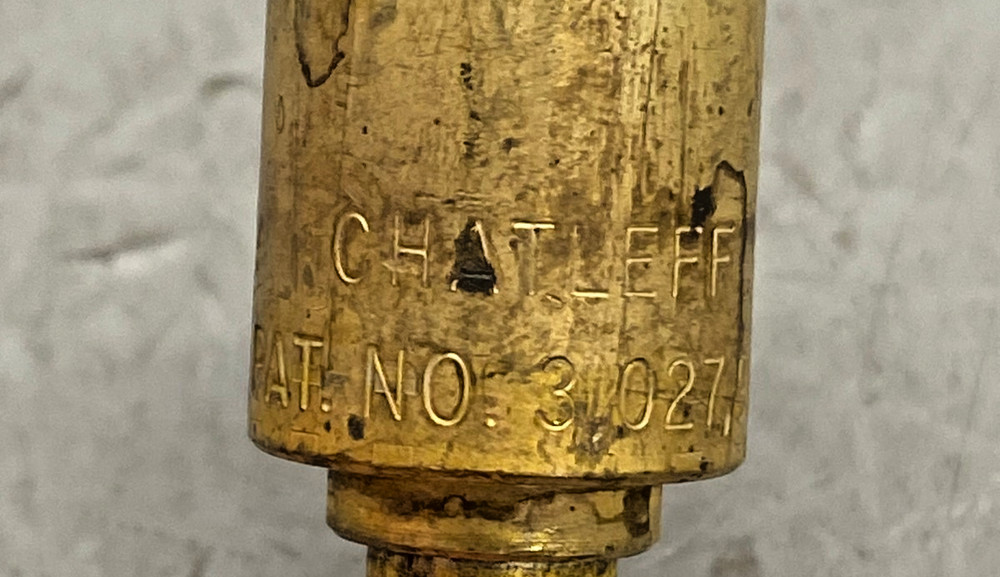 CHATLEFF
PAT. NO. 3,027,